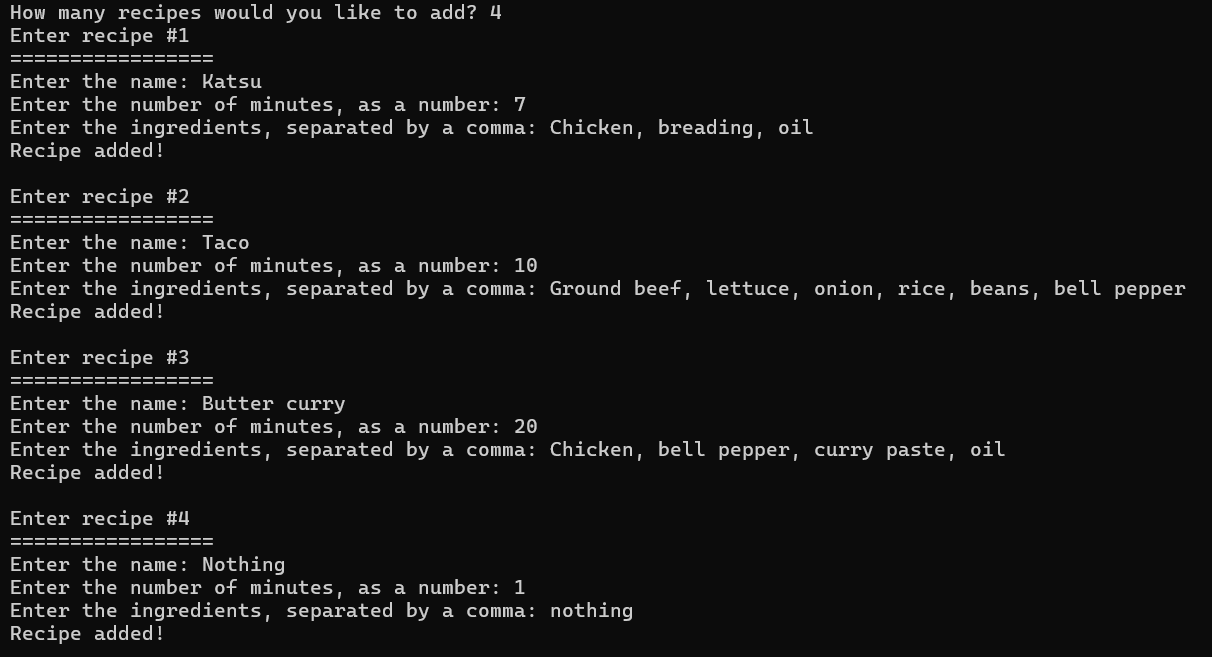 How many recipes would you like to add? 4
Enter recipe #1
=================
Enter the name: Katsu
Enter the number of minutes, as a number: 7
Enter the ingredients, separated by a comma: Chicken, breading, oil
Recipe added!

Enter recipe #2
=================
Enter the name: Taco
Enter the number of minutes, as a number: 10
Enter the ingredients, separated by a comma: Ground beef, lettuce, onion, rice, beans, bell pepper
Recipe added!

Enter recipe #3
=================
Enter the name: Butter curry
Enter the number of minutes, as a number: 20
Enter the ingredients, separated by a comma: Chicken, bell pepper, curry paste, oil
Recipe added!

Enter recipe #4
=================
Enter the name: Nothing
Enter the number of minutes, as a number: 1
Enter the ingredients, separated by a comma: nothing
Recipe added!